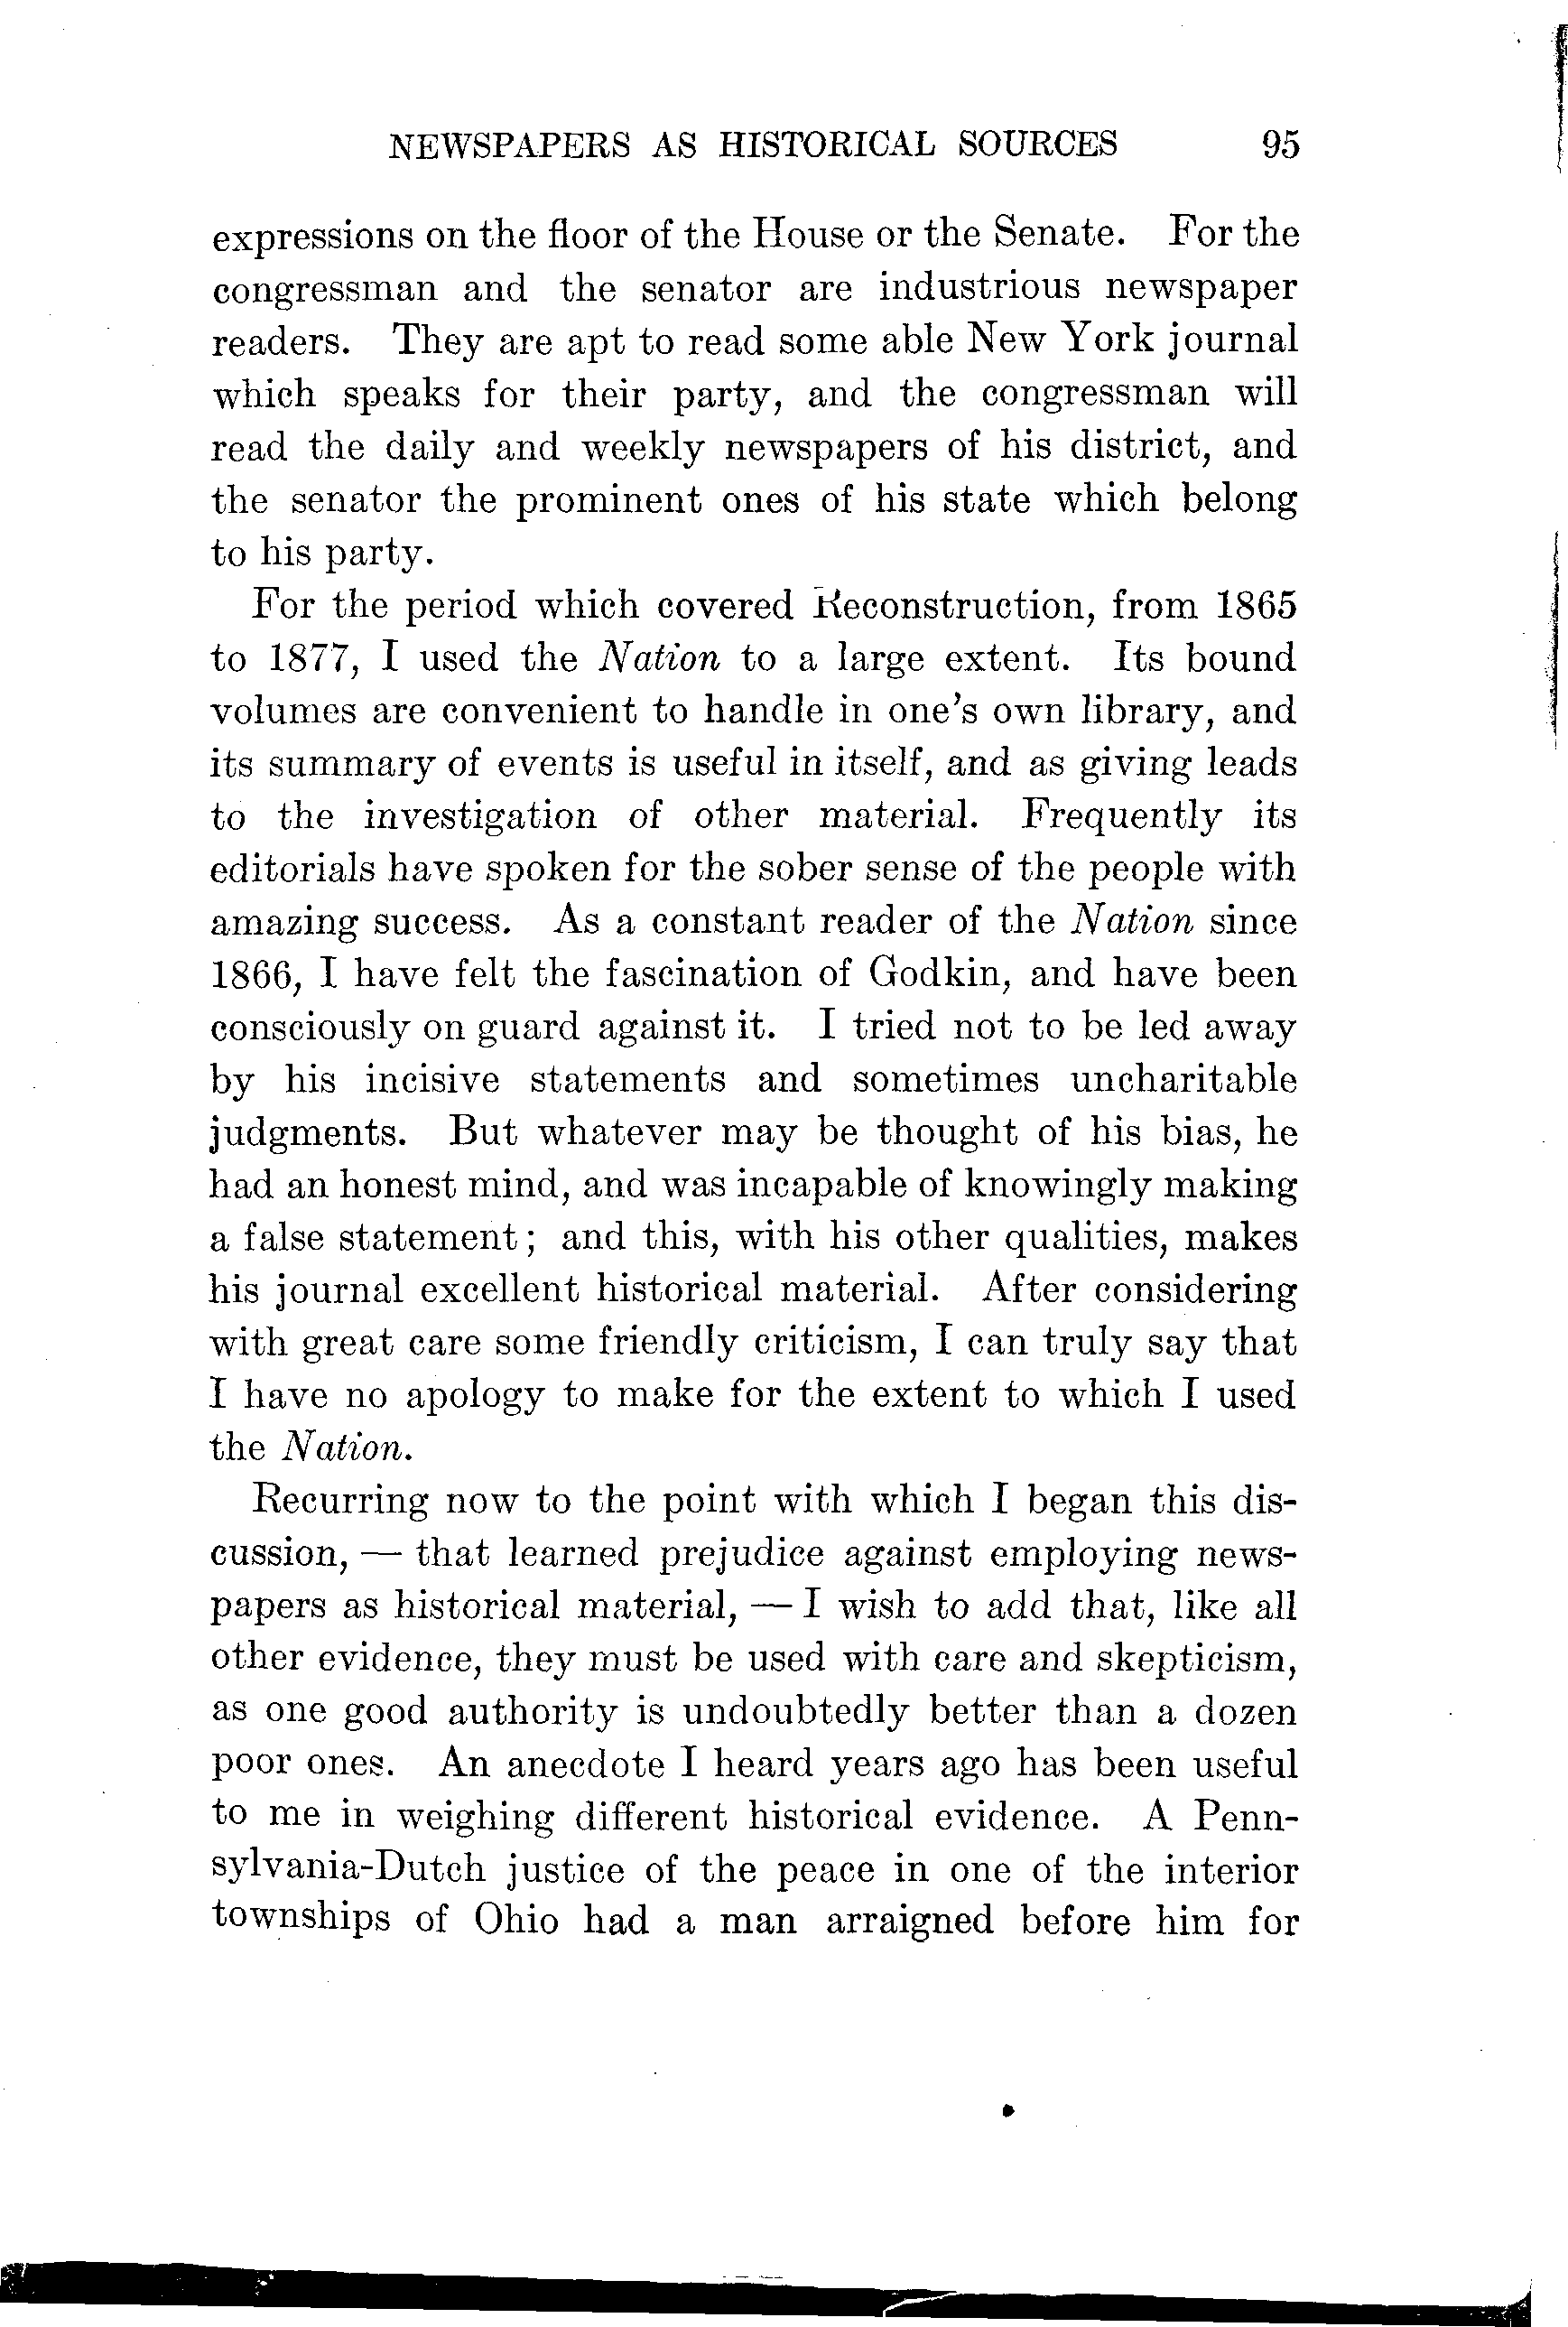 NEWSPAPERS AS HISTORICAL SOURCES 95
expressions on the floor of the House or the Senate. For the
congressman and the senator are industrious newspaper
readers. They are apt to read some able New York journal
which speaks for their party, and the congressman will
read the daily and weekly newspapers of his district, and
the senator the prominent ones of his state which belong
to his party.
For the period which covered Reconstruction, from 1865
to 1877, I used the Nation to a large extent. Its bound
volumes are convenient to handle in one's own library, and
its summary of events is useful in itself, and as giving leads
to the investigation of other material. Frequently its
editorials have spoken for the sober sense of the people with
amazing success. As a constant reader of the Nation since
1866, I have felt the fascination of Godkin, and have been
consciously on guard against it. I tried not to be led away
by his incisive statements and sometimes uncharitable
judgments. But whatever may be thought of his bias, he
had an honest mind, and was incapable of knowingly making
a false statement; and this, with his other qualities, makes
his journal excellent historical material. After considering
with great care some friendly criticism, I can truly say that
I have no apology to make for the extent to which I used
the Nation.
Recurring now to the point with which I began this dis-
cussion, — that learned prejudice against employing news-
papers as historical material, — I wish to add that, like all
other evidence, they must be used with care and skepticism,
as one good authority is undoubtedly better than a dozen
poor ones. An anecdote I heard years ago has been useful
to me in weighing different historical evidence. A Penn-
sylvania-Dutch justice of the peace in one of the interior
townships of Ohio had a man arraigned before him for